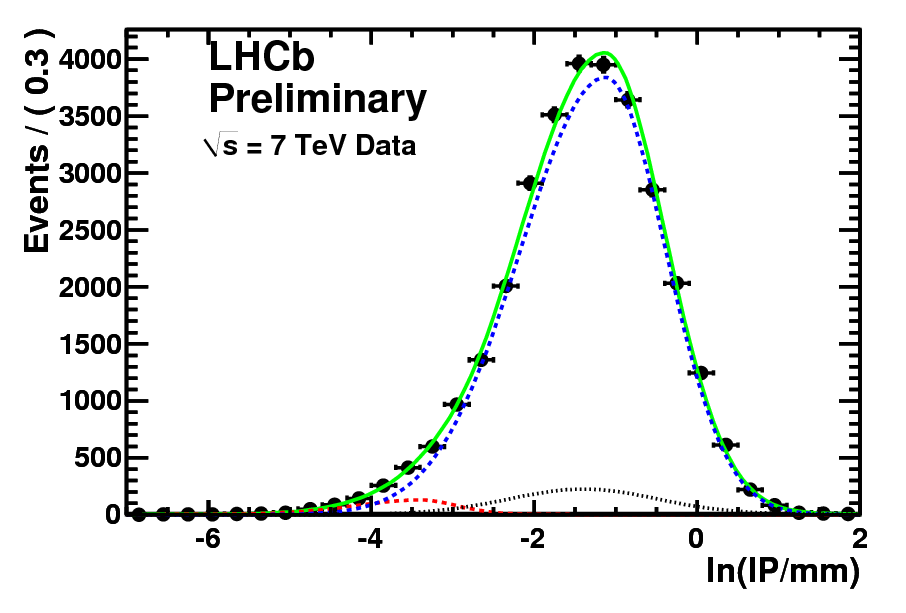 LHCb
Preliminary
√s = 7 TeV Data
Events / ( 0.3 )
4000
3500
3000
2500
2000
1500
1000
500
0
-6 -4 -2 0 2
ln(IP/mm)